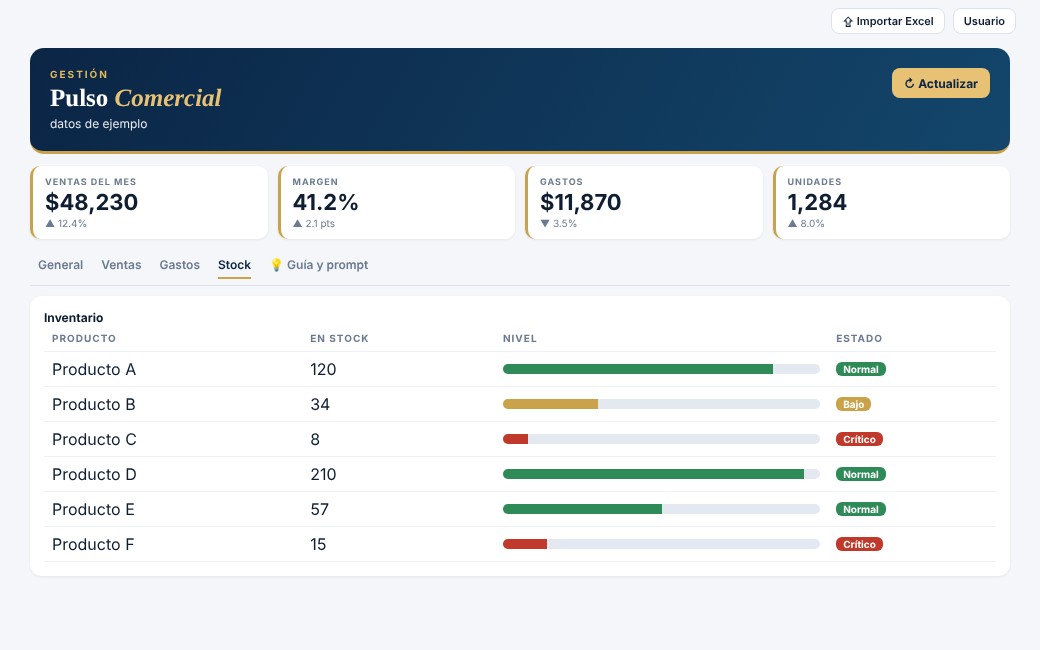 ⇪ Importar Excel
Usuario
GESTIÓN
Pulso Comercial
datos de ejemplo
↻ Actualizar
VENTAS DEL MES
$48,230
▲ 12.4%
MARGEN
41.2%
▲ 2.1 pts
GASTOS
$11,870
▼ 3.5%
UNIDADES
1,284
▲ 8.0%
General Ventas Gastos Stock 💡 Guía y prompt
Inventario
PRODUCTO EN STOCK NIVEL ESTADO
Producto A 120 Normal
Producto B 34 Bajo
Producto C 8 Crítico
Producto D 210 Normal
Producto E 57 Normal
Producto F 15 Crítico